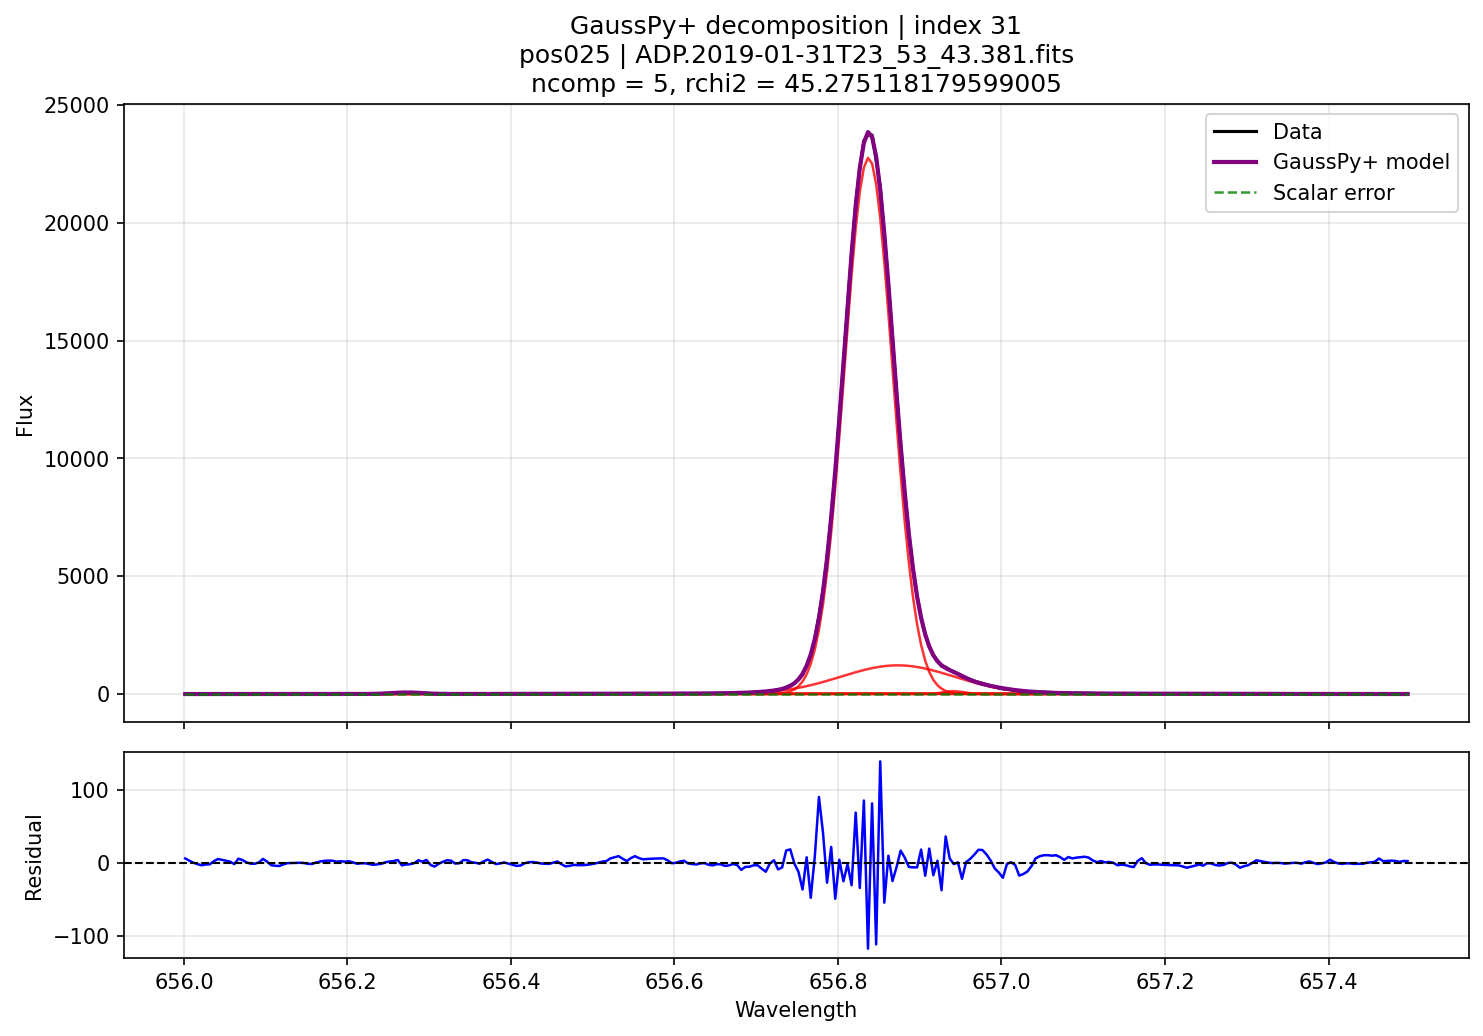 GaussPy+ decomposition | index 31
pos025 | ADP.2019-01-31T23_53_43.381.fits
ncomp = 5, rchi2 = 45.275118179599005
25000
20000
15000
10000
5000
0
Flux
Data
GaussPy+ model
Scalar error
100
0
−100
Residual
656.0
656.2
656.4
656.6
656.8
657.0
657.2
657.4
Wavelength